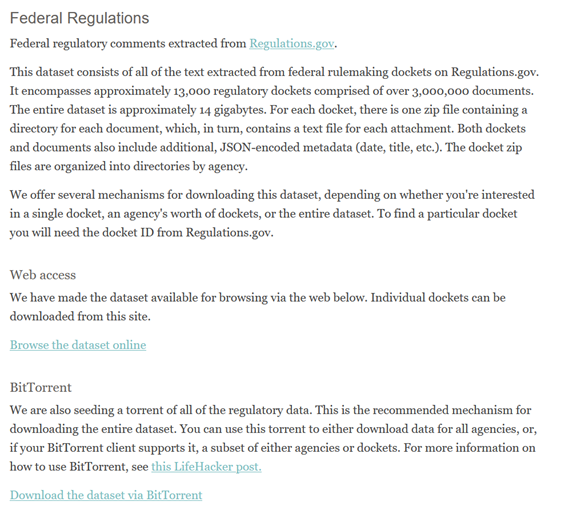 Federal Regulations
Federal regulatory comments extracted from Regulations.gov.
This dataset consists of all of the text extracted from federal rulemaking dockets on Regulations.gov.
It encompasses approximately 13,000 regulatory dockets comprised of over 3,000,000 documents.
The entire dataset is approximately 14 gigabytes. For each docket, there is one zip file containing a
directory for each document, which, in turn, contains a text file for each attachment. Both dockets
and documents also include additional, JSON-encoded metadata (date, title, etc.). The docket zip
files are organized into directories by agency.
We offer several mechanisms for downloading this dataset, depending on whether you're interested
in a single docket, an agency's worth of dockets, or the entire dataset. To find a particular docket
you will need the docket ID from Regulations.gov.
Web access
We have made the dataset available for browsing via the web below. Individual dockets can be
downloaded from this site.
Browse the dataset online
BitTorrent
We are also seeding a torrent of all of the regulatory data. This is the recommended mechanism for
downloading the entire dataset. You can use this torrent to either download data for all agencies, or,
if your BitTorrent client supports it, a subset of either agencies or dockets. For more information on
how to use BitTorrent, see this LifeHacker post.
Download the dataset via BitTorrent